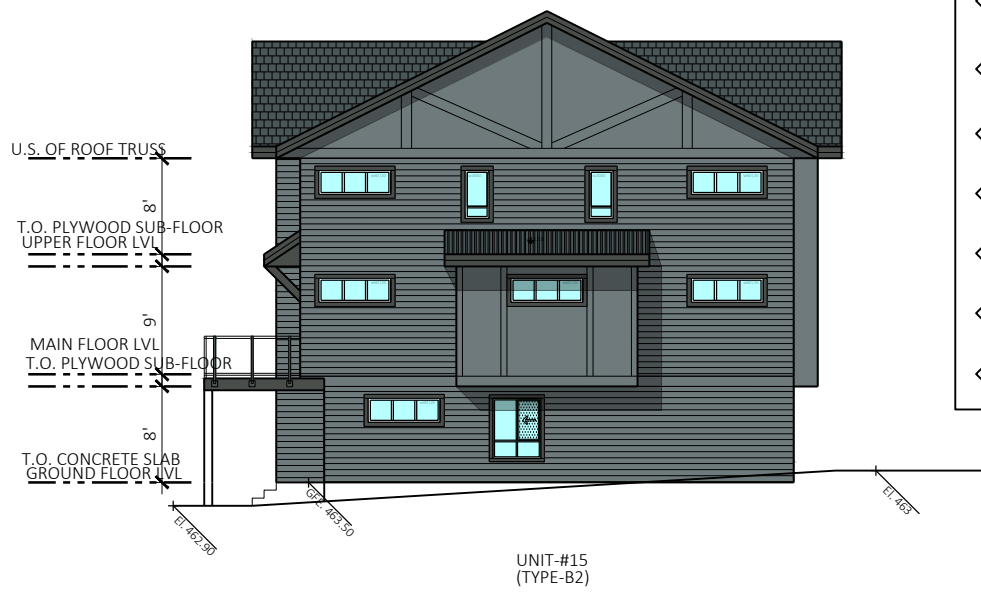 U.S. OF ROOF TRUSS
8'
T.O. PLYWOOD SUB-FLOOR
UPPER FLOOR LVL
9'
MAIN FLOOR LVL
T.O. PLYWOOD SUB-FLOOR
8'
T.O. CONCRETE SLAB
GROUND FLOOR LVL
El. 462.90
GFE. 463.50
El. 463
UNIT-#15
(TYPE-B2)